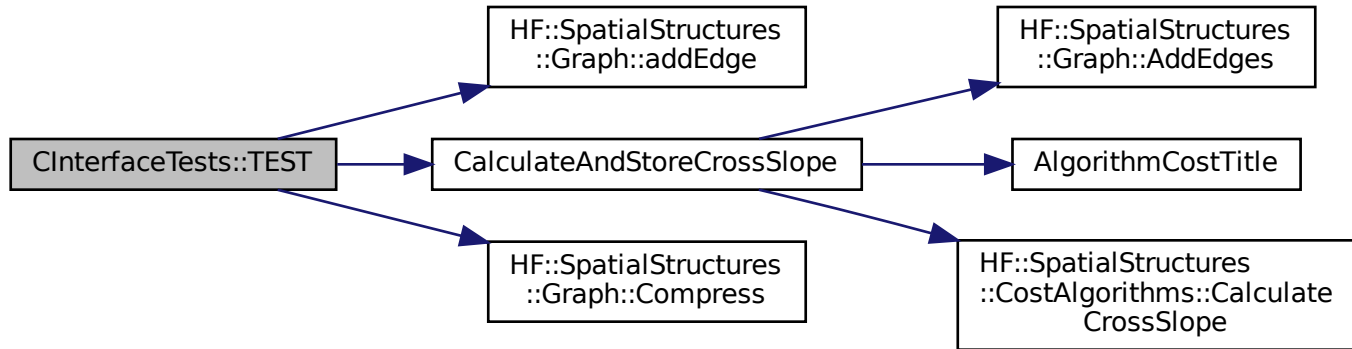 HF::SpatialStructures
::Graph::addEdge
HF::SpatialStructures
::Graph::AddEdges
CInterfaceTests::TEST
CalculateAndStoreCrossSlope
AlgorithmCostTitle
HF::SpatialStructures
::Graph::Compress
HF::SpatialStructures
::CostAlgorithms::Calculate
CrossSlope